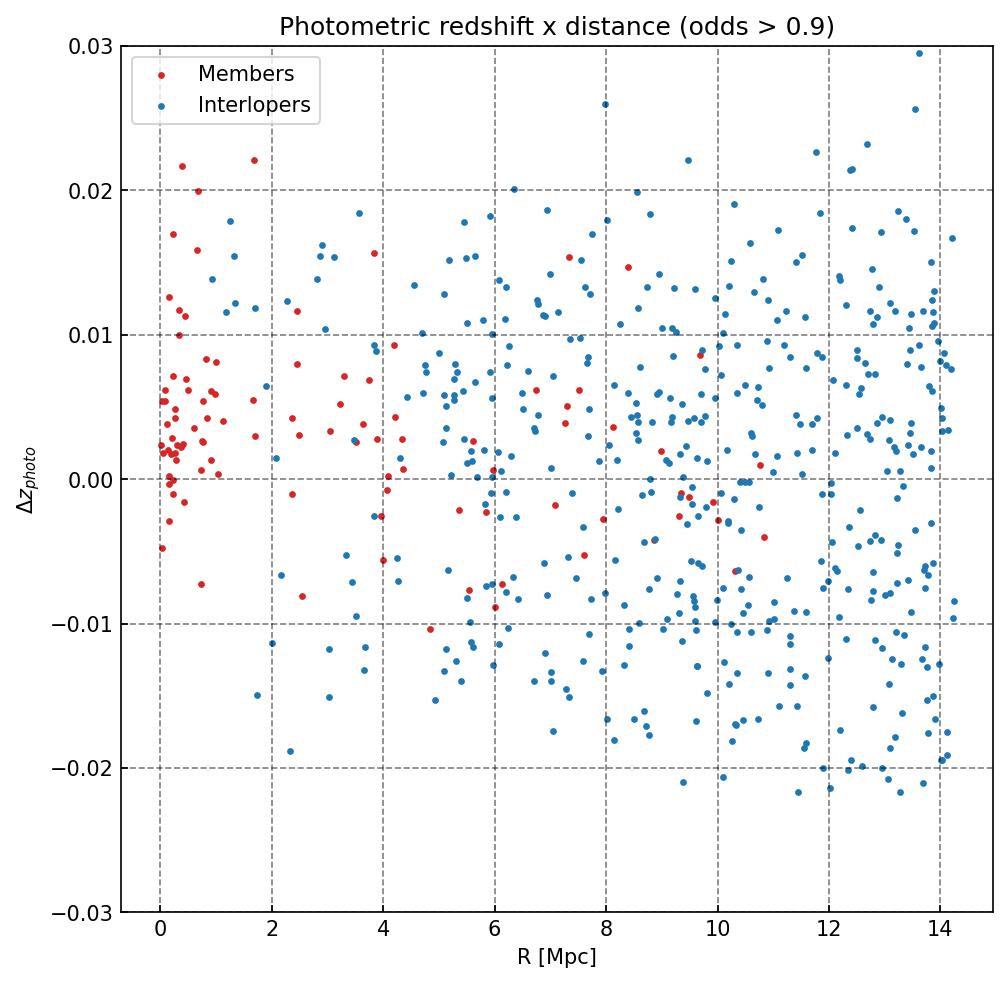 Photometric redshift x distance (odds > 0.9)
Members
Interlopers
0.03
0.02
0.01
0.00
−0.01
−0.02
−0.03
Δz_photo
0 2 4 6 8 10 12 14
R [Mpc]